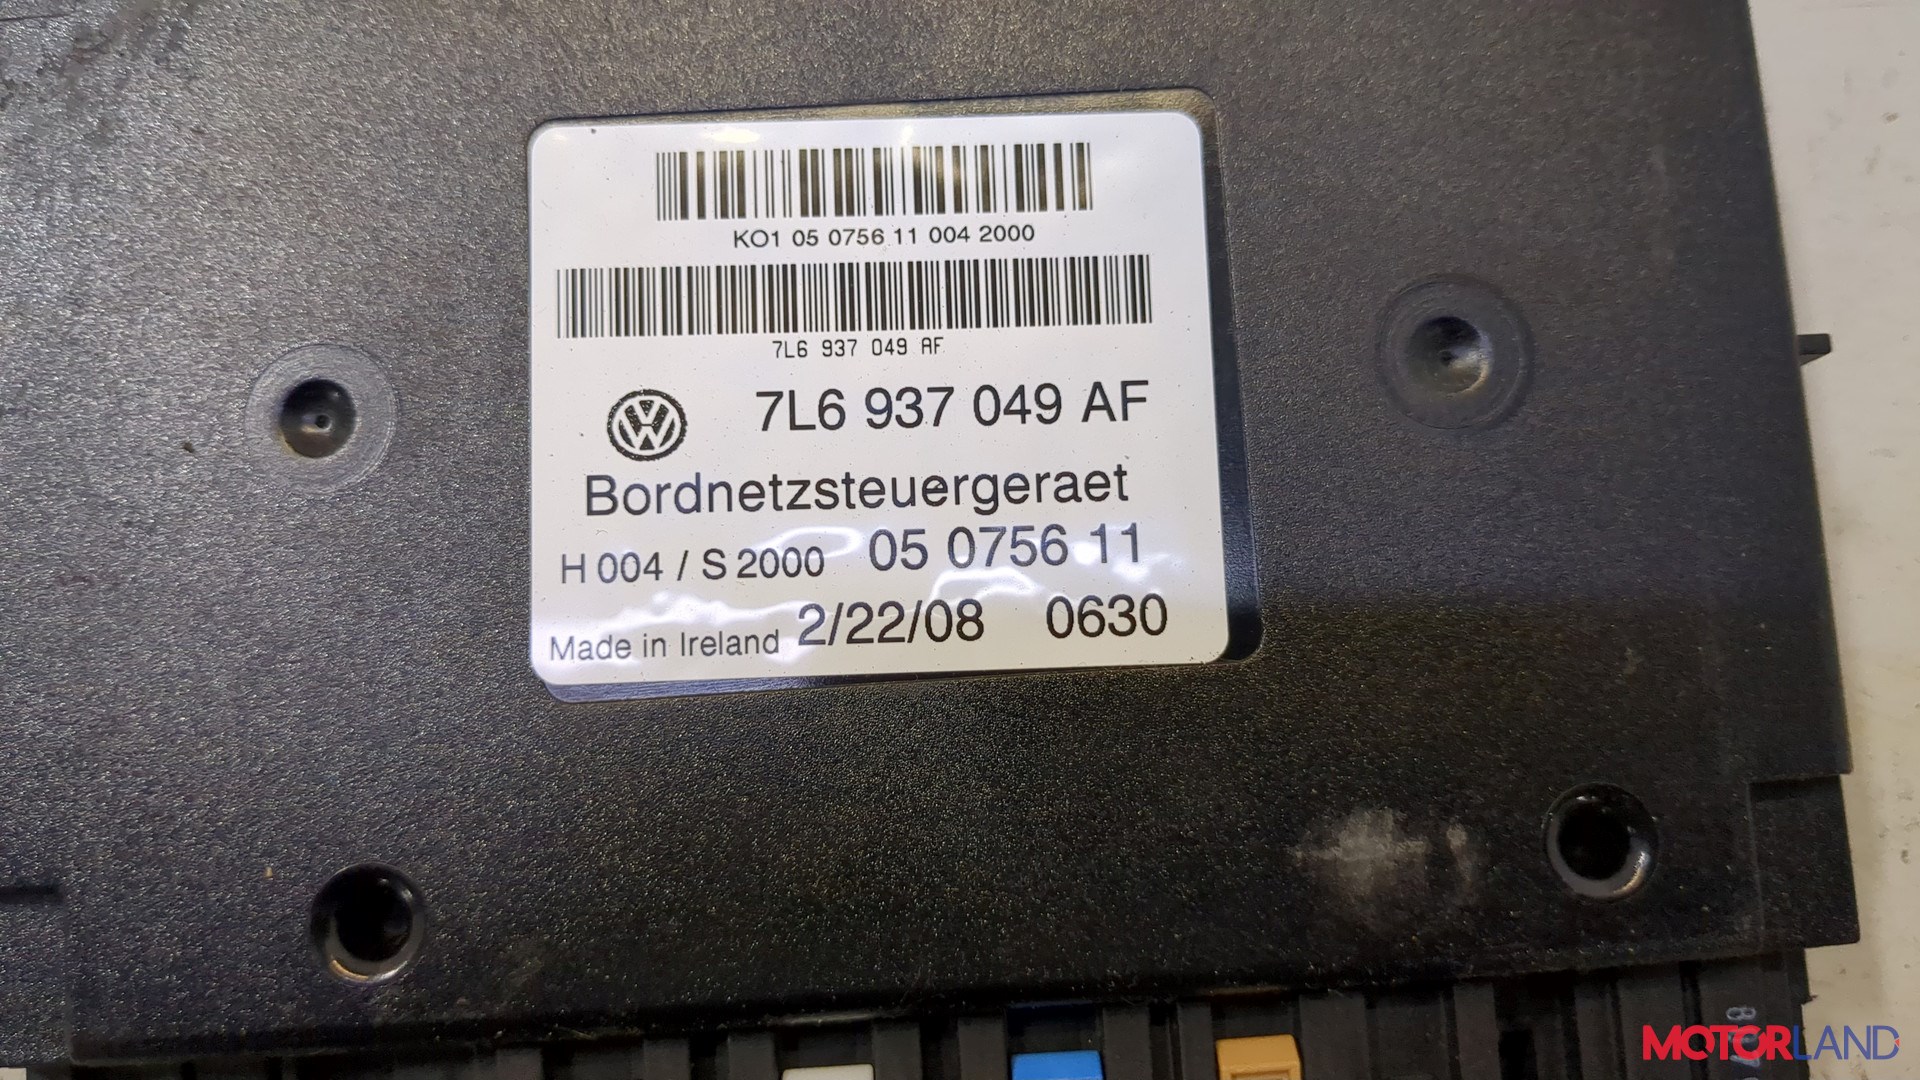 KO1 05 0756 11 004 2000
7L6 937 049 AF
7L6 937 049 AF
Bordnetzsteuergeraet
H 004 / S 2000 05 0756 11
Made in Ireland 2/22/08 0630
MOTORLAND